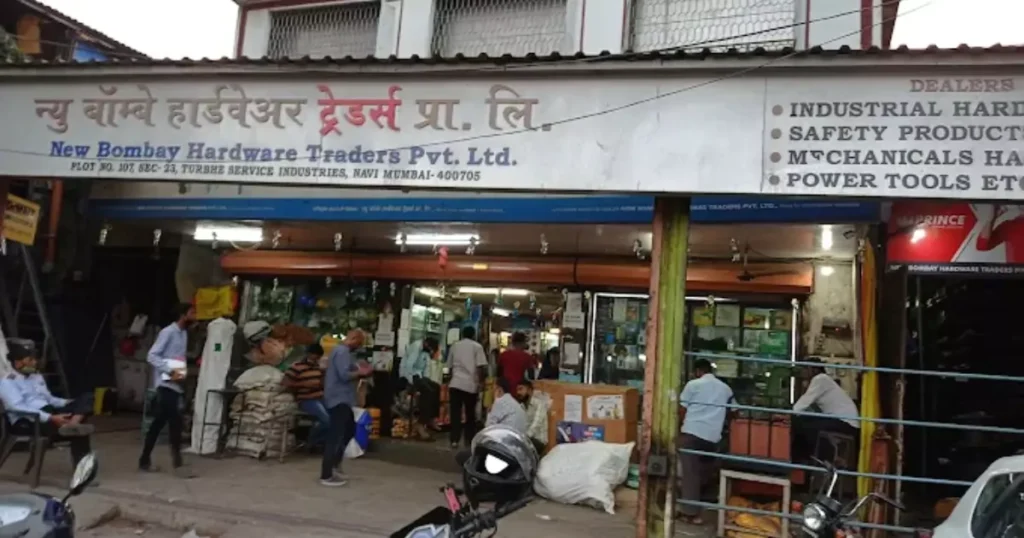 न्यु बॉम्बे हार्डवेअर ट्रेडर्स प्रा. लि.
New Bombay Hardware Traders Pvt. Ltd.
PLOT NO. 107, SEC- 23, TURBHE SERVICE INDUSTRIES, NAVI MUMBAI- 400705
DEALERS
• INDUSTRIAL HARD
• SAFETY PRODUCT
• MECHANICALS HA
• POWER TOOLS ETC
PRINCE
BOMBAY HARDWARE TRADERS PVT